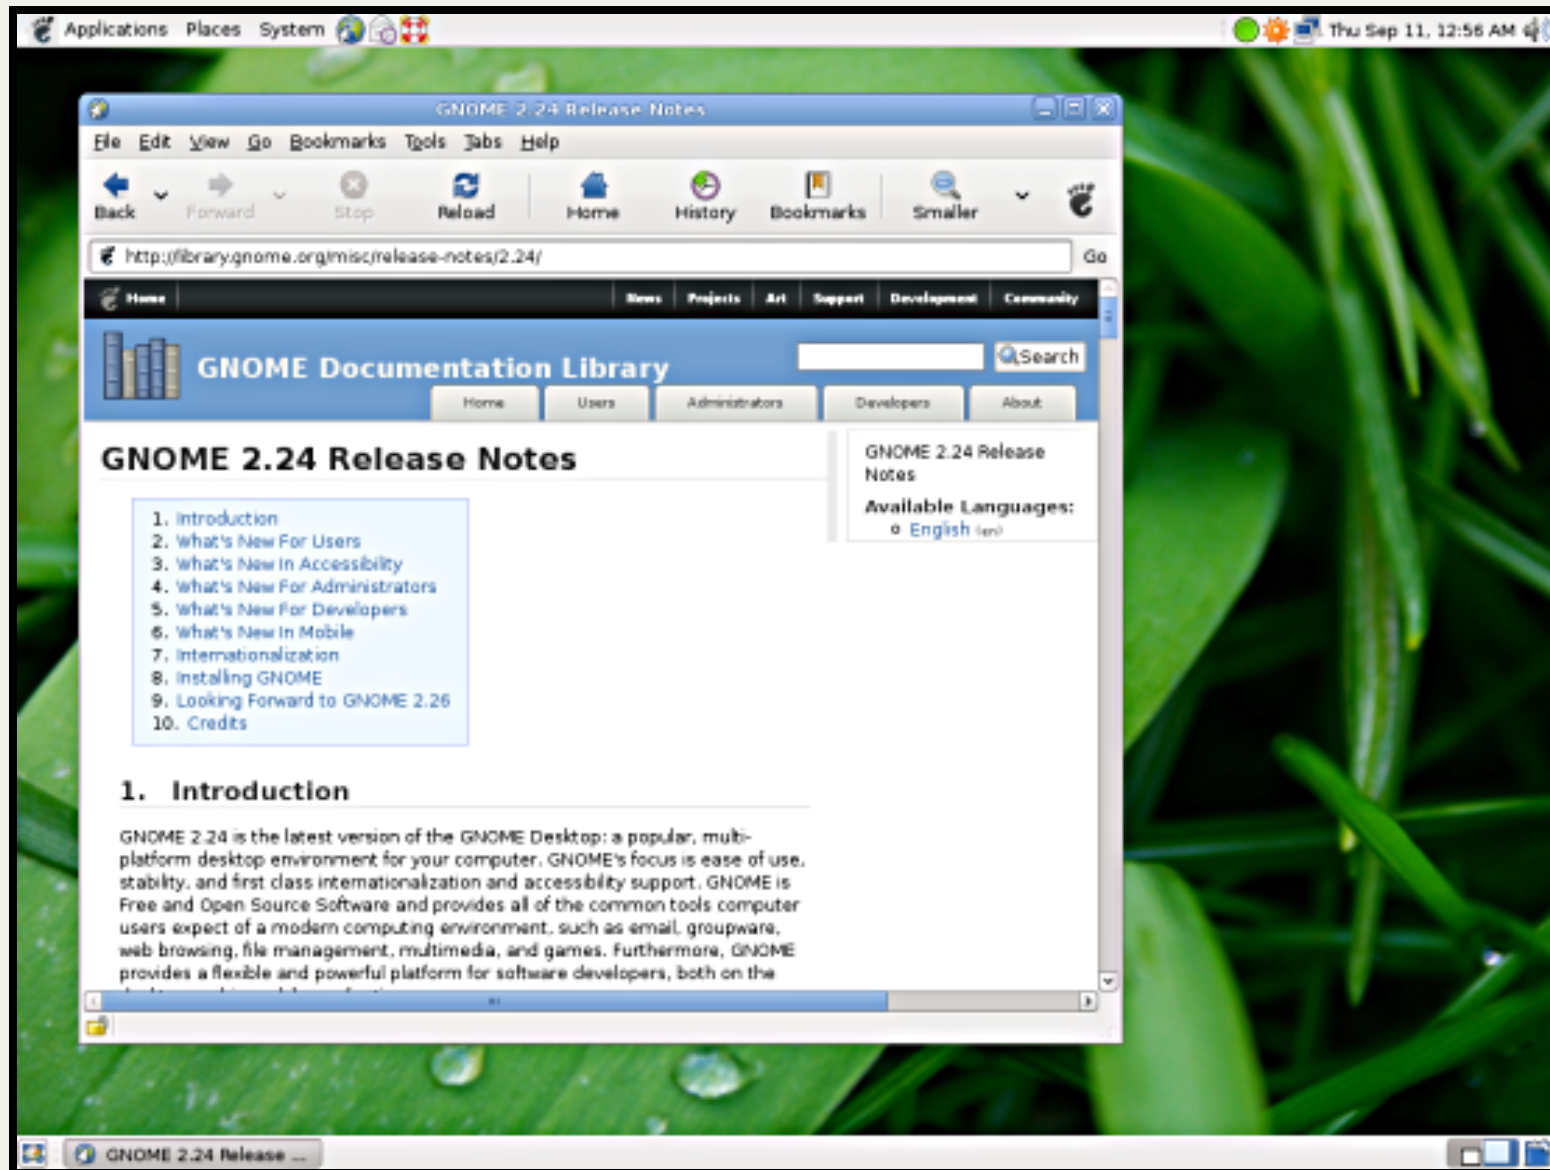 Applications Places System Thu Sep 11, 12:56 AM
GNOME 2.24 Release Notes
File Edit View Go Bookmarks Tools Tabs Help
Back Forward Stop Reload Home History Bookmarks Smaller
http://library.gnome.org/misc/release-notes/2.24/ Go
Home News Projects Art Support Development Community
GNOME Documentation Library Search
Home Users Administrators Developers About
GNOME 2.24 Release Notes
1. Introduction
2. What's New For Users
3. What's New In Accessibility
4. What's New For Administrators
5. What's New For Developers
6. What's New In Mobile
7. Internationalization
8. Installing GNOME
9. Looking Forward to GNOME 2.26
10. Credits
GNOME 2.24 Release
Notes
Available Languages:
English (en)
1. Introduction
GNOME 2.24 is the latest version of the GNOME Desktop: a popular, multi-
platform desktop environment for your computer. GNOME's focus is ease of use,
stability, and first class internationalization and accessibility support. GNOME is
Free and Open Source Software and provides all of the common tools computer
users expect of a modern computing environment, such as email, groupware,
web browsing, file management, multimedia, and games. Furthermore, GNOME
provides a flexible and powerful platform for software developers, both on the
GNOME 2.24 Release ...